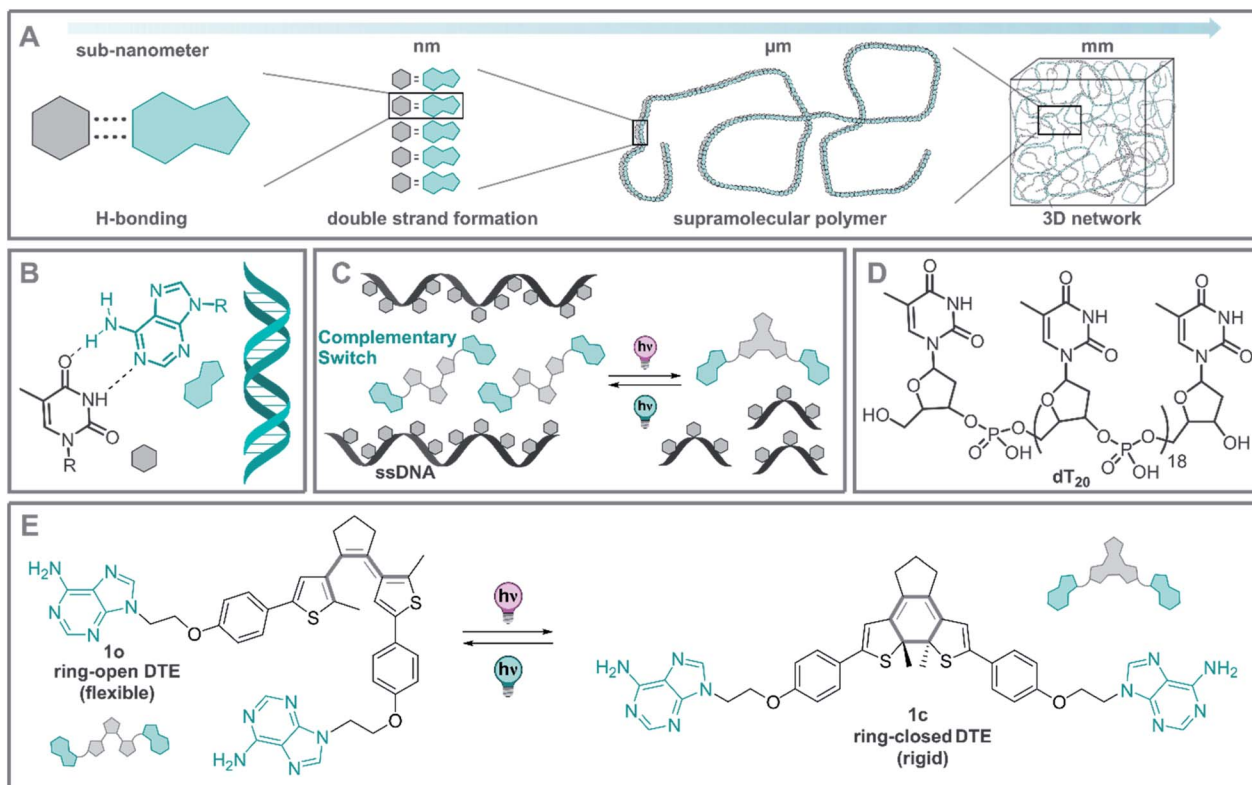 A
sub-nanometer
nm
µm
mm
H-bonding
double strand formation
supramolecular polymer
3D network
B
H
N
H
N
N
N
N
R
O
NH
N
O
R
C
Complementary
Switch
hν
hν
ssDNA
D
O
NH
N
O
O
NH
N
O
O
NH
N
O
HO
O
O
O
P
O
OH
O
O
P
O
OH
O
18
OH
dT20
E
NH2
N
N
N
N
1o
ring-open DTE
(flexible)
O
S
S
O
N
N
N
N
H2N
hν
hν
H2N
N
N
N
N
O
S
S
O
N
N
N
N
NH2
1c
ring-closed DTE
(rigid)